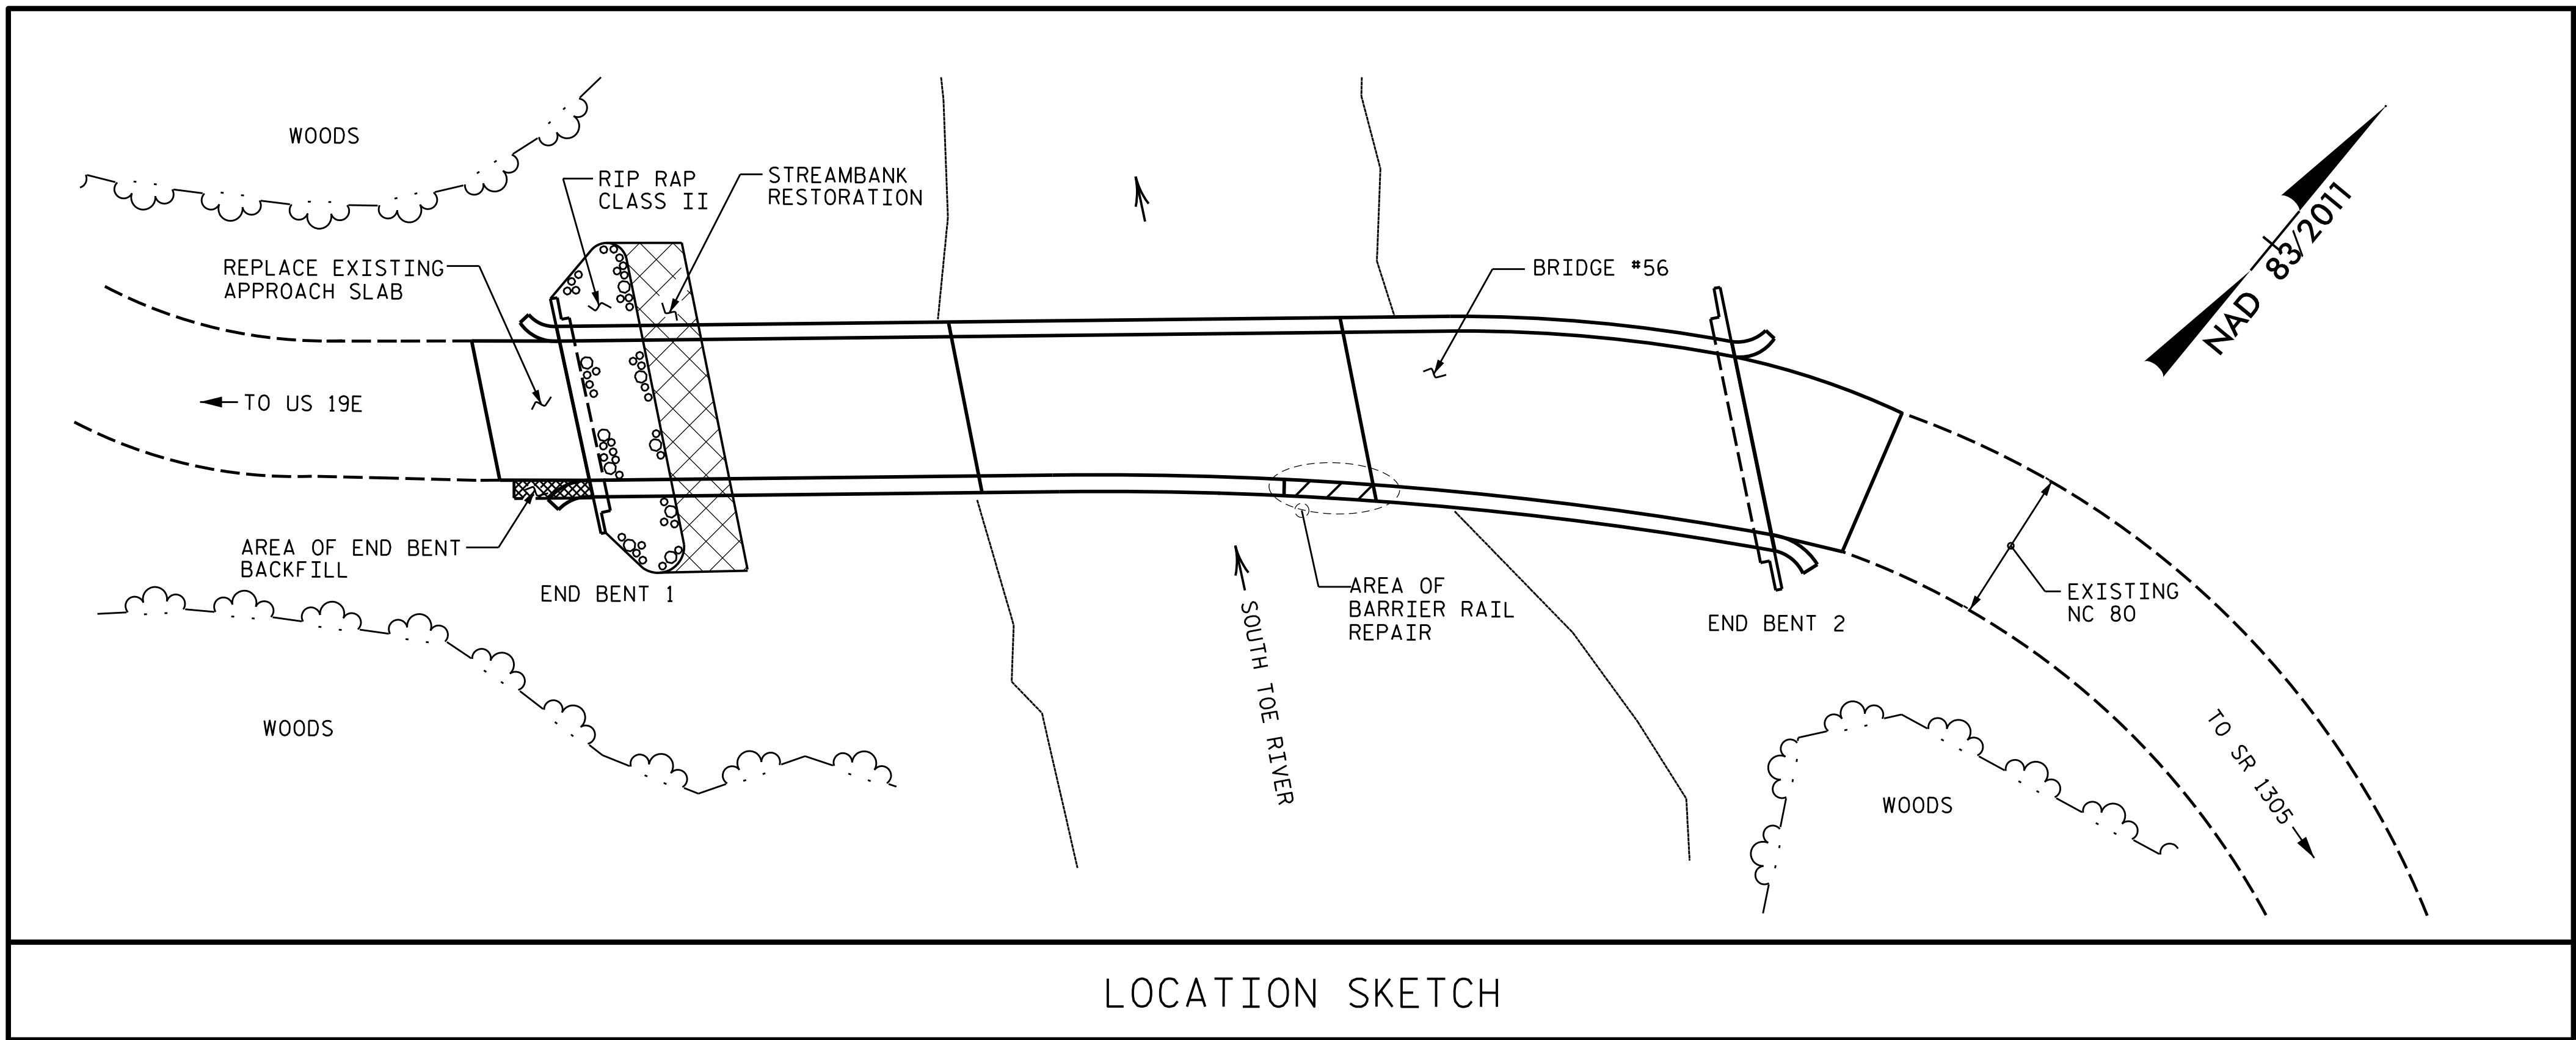 WOODS
RIP RAP
CLASS II
STREAMBANK
RESTORATION
REPLACE EXISTING
APPROACH SLAB
BRIDGE #56
NAD 83/2011
TO US 19E
AREA OF END BENT
BACKFILL
END BENT 1
AREA OF
BARRIER RAIL
REPAIR
SOUTH TOE RIVER
END BENT 2
EXISTING
NC 80
WOODS
WOODS
TO SR 1305
LOCATION SKETCH